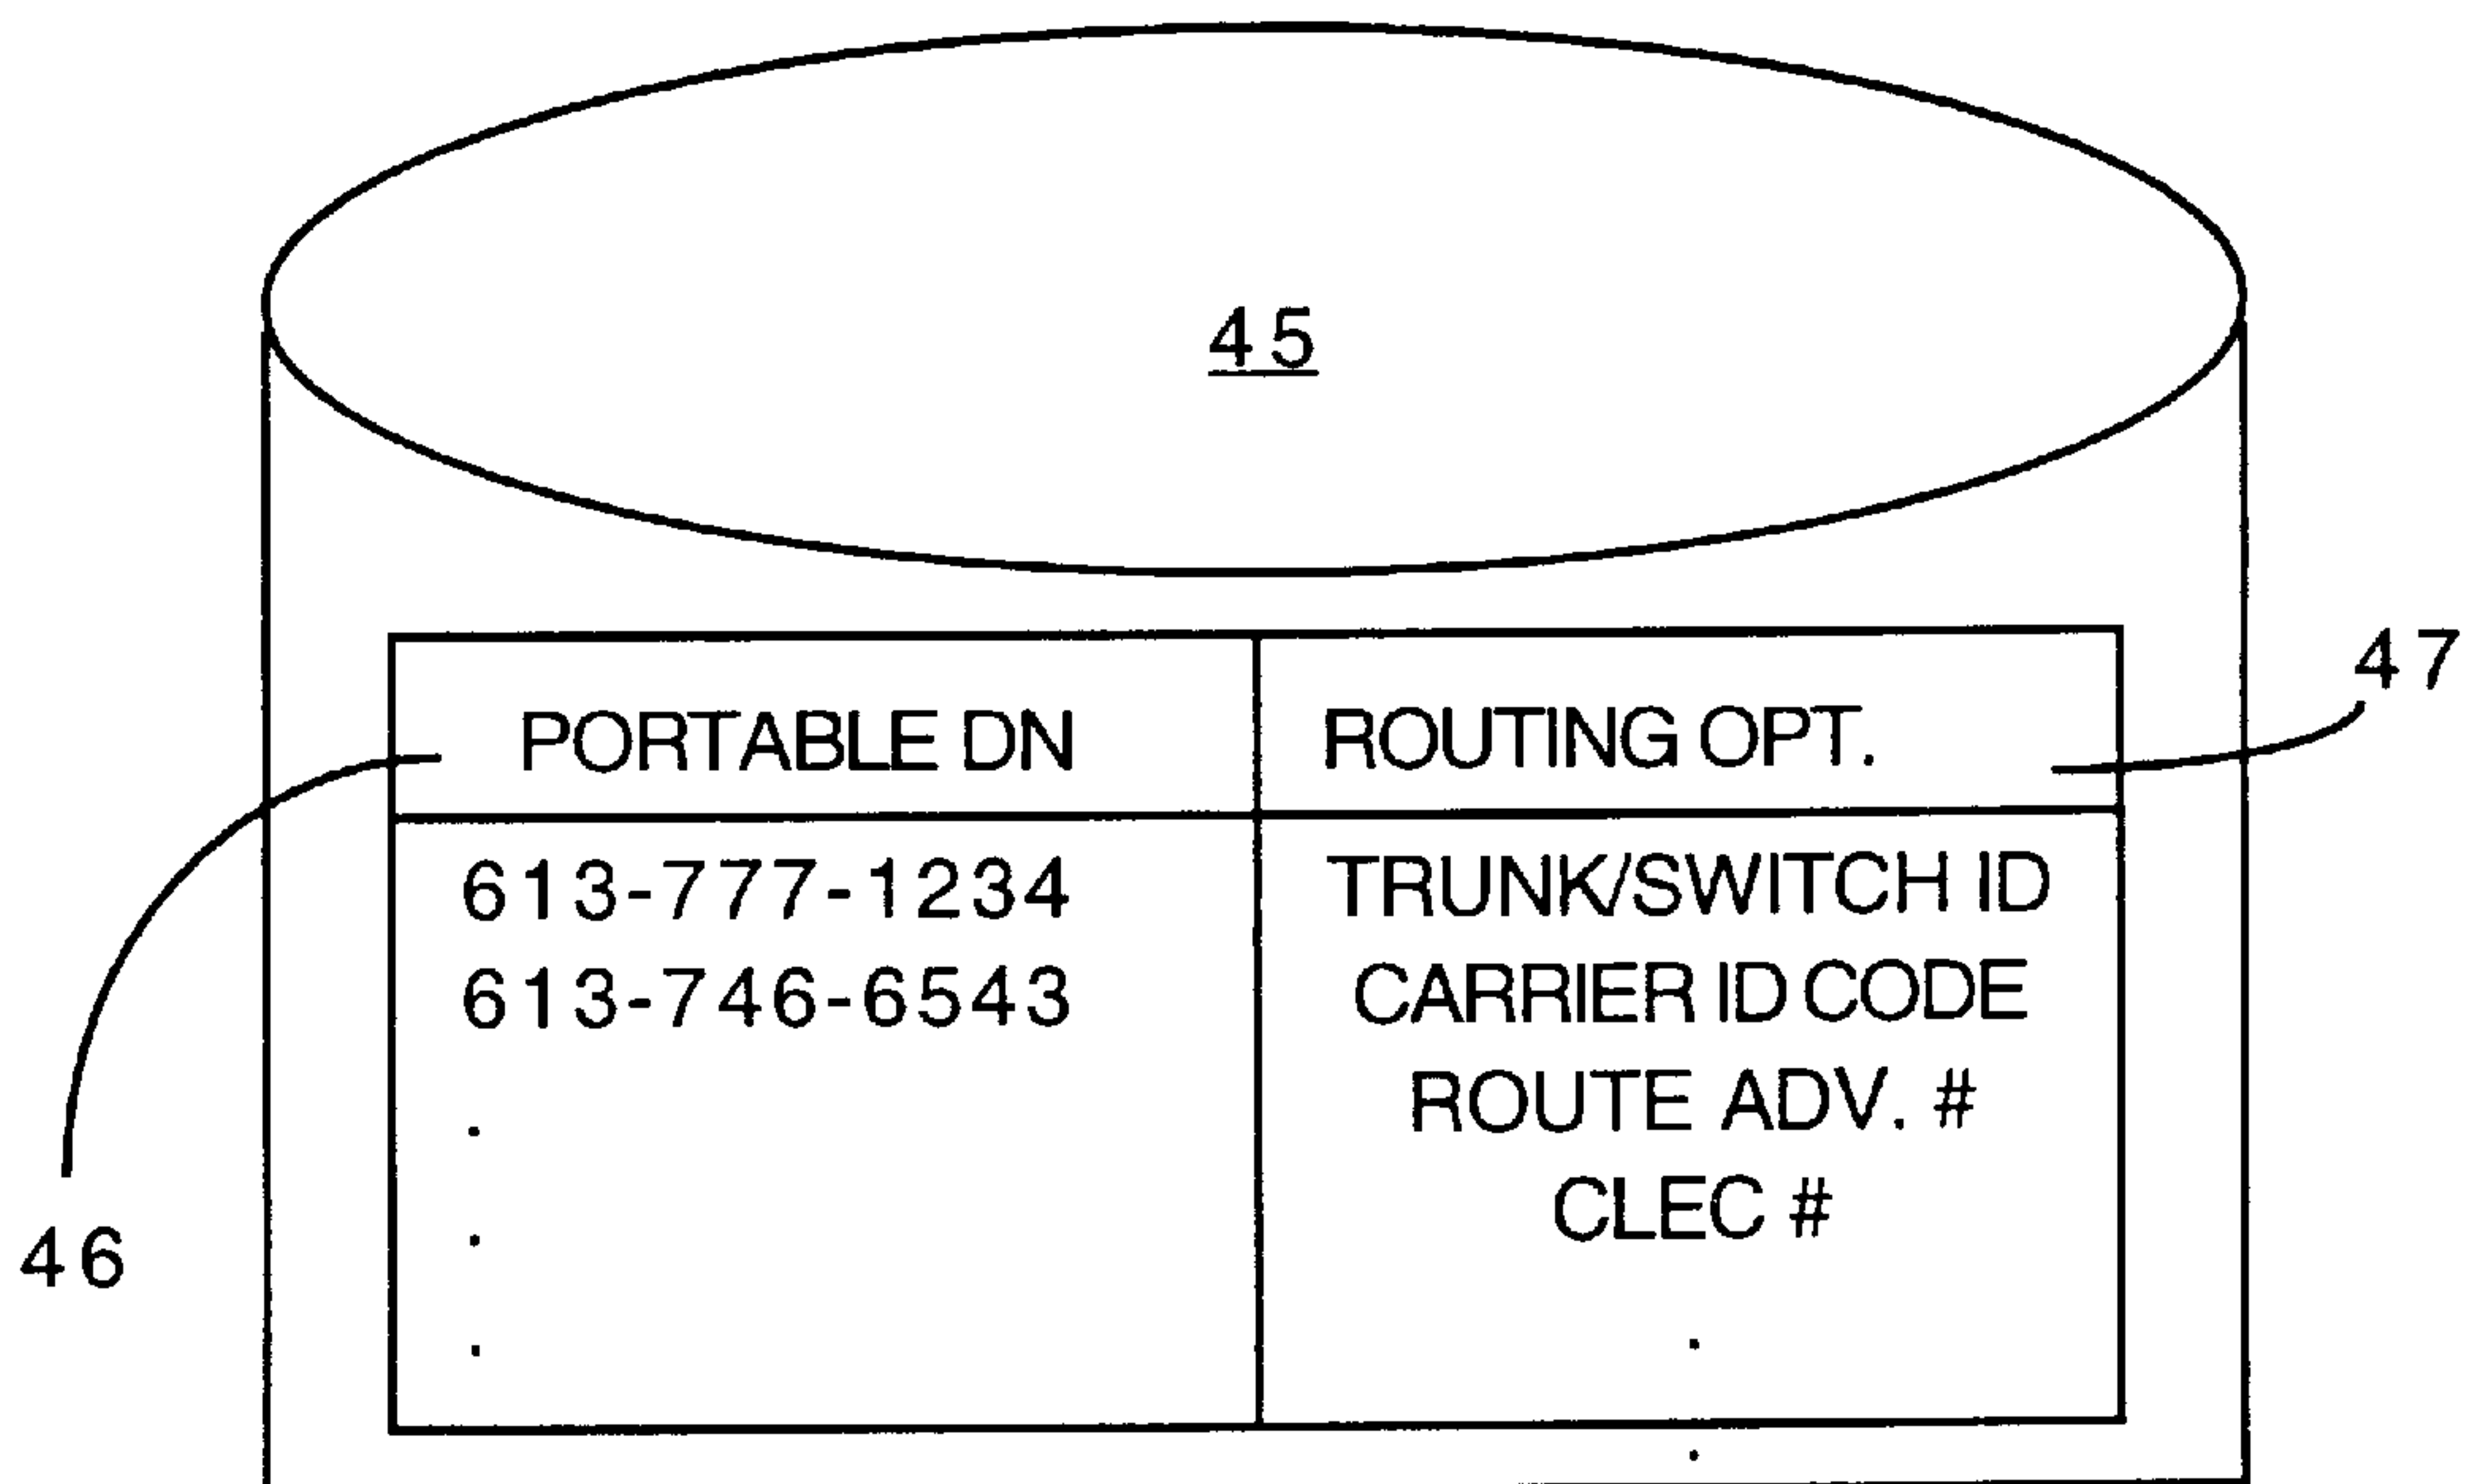 45
47
PORTABLE DN ROUTING OPT.
613-777-1234 TRUNK/SWITCH ID
613-746-6543 CARRIER ID CODE
. ROUTE ADV. #
. CLEC #
. .
.
46